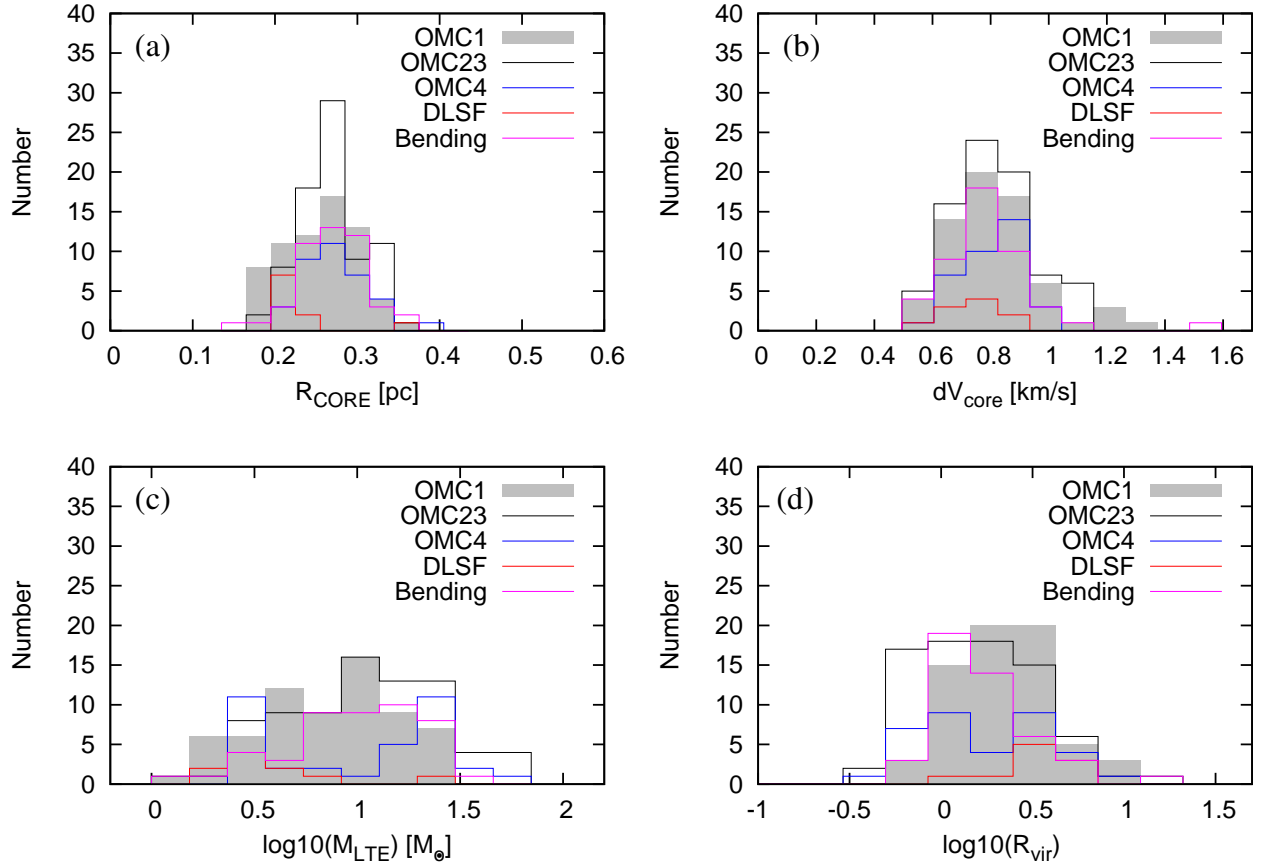 (a)
OMC1
OMC23
OMC4
DLSF
Bending
Number
40
35
30
25
20
15
10
5
0
0 0.1 0.2 0.3 0.4 0.5 0.6
R_CORE [pc]
(b)
OMC1
OMC23
OMC4
DLSF
Bending
Number
40
35
30
25
20
15
10
5
0
0 0.2 0.4 0.6 0.8 1 1.2 1.4 1.6
dV_core [km/s]
(c)
OMC1
OMC23
OMC4
DLSF
Bending
Number
40
35
30
25
20
15
10
5
0
0 0.5 1 1.5 2
log10(M_LTE) [M_☉]
(d)
OMC1
OMC23
OMC4
DLSF
Bending
Number
40
35
30
25
20
15
10
5
0
-1 -0.5 0 0.5 1 1.5
log10(R_vir)